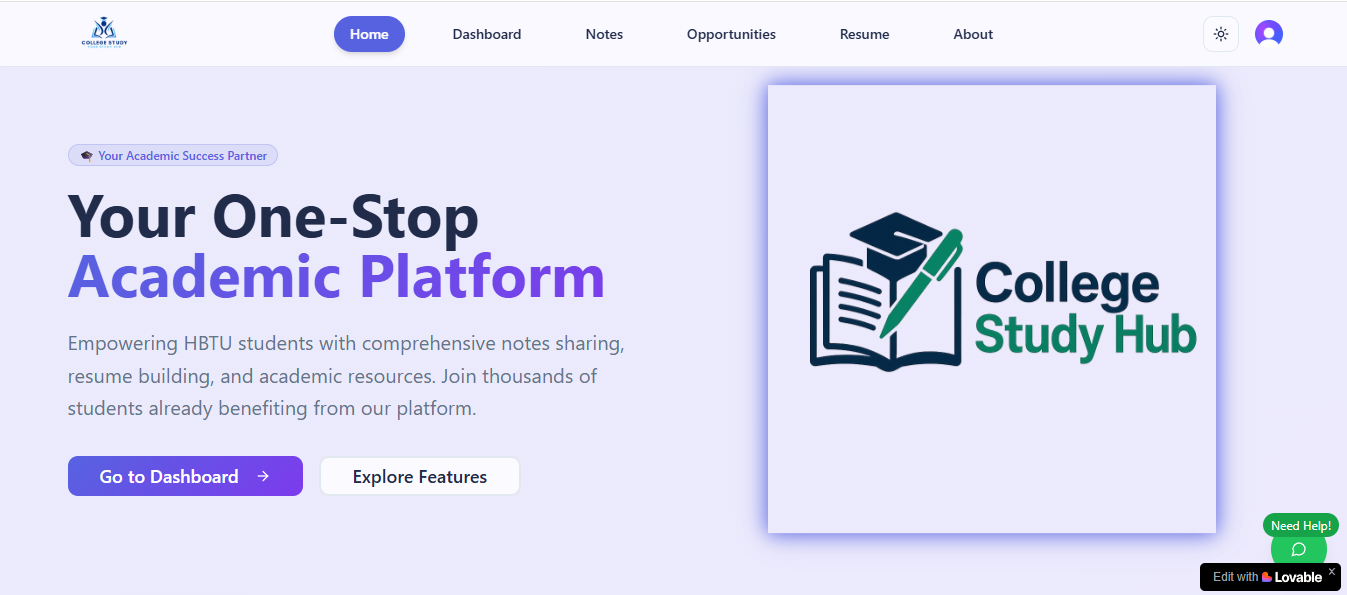 COLLEGE STUDY
Home
Dashboard
Notes
Opportunities
Resume
About
Your Academic Success Partner
Your One-Stop
Academic Platform
Empowering HBTU students with comprehensive notes sharing,
resume building, and academic resources. Join thousands of
students already benefiting from our platform.
Go to Dashboard
Explore Features
College
Study Hub
Need Help!
Edit with Lovable